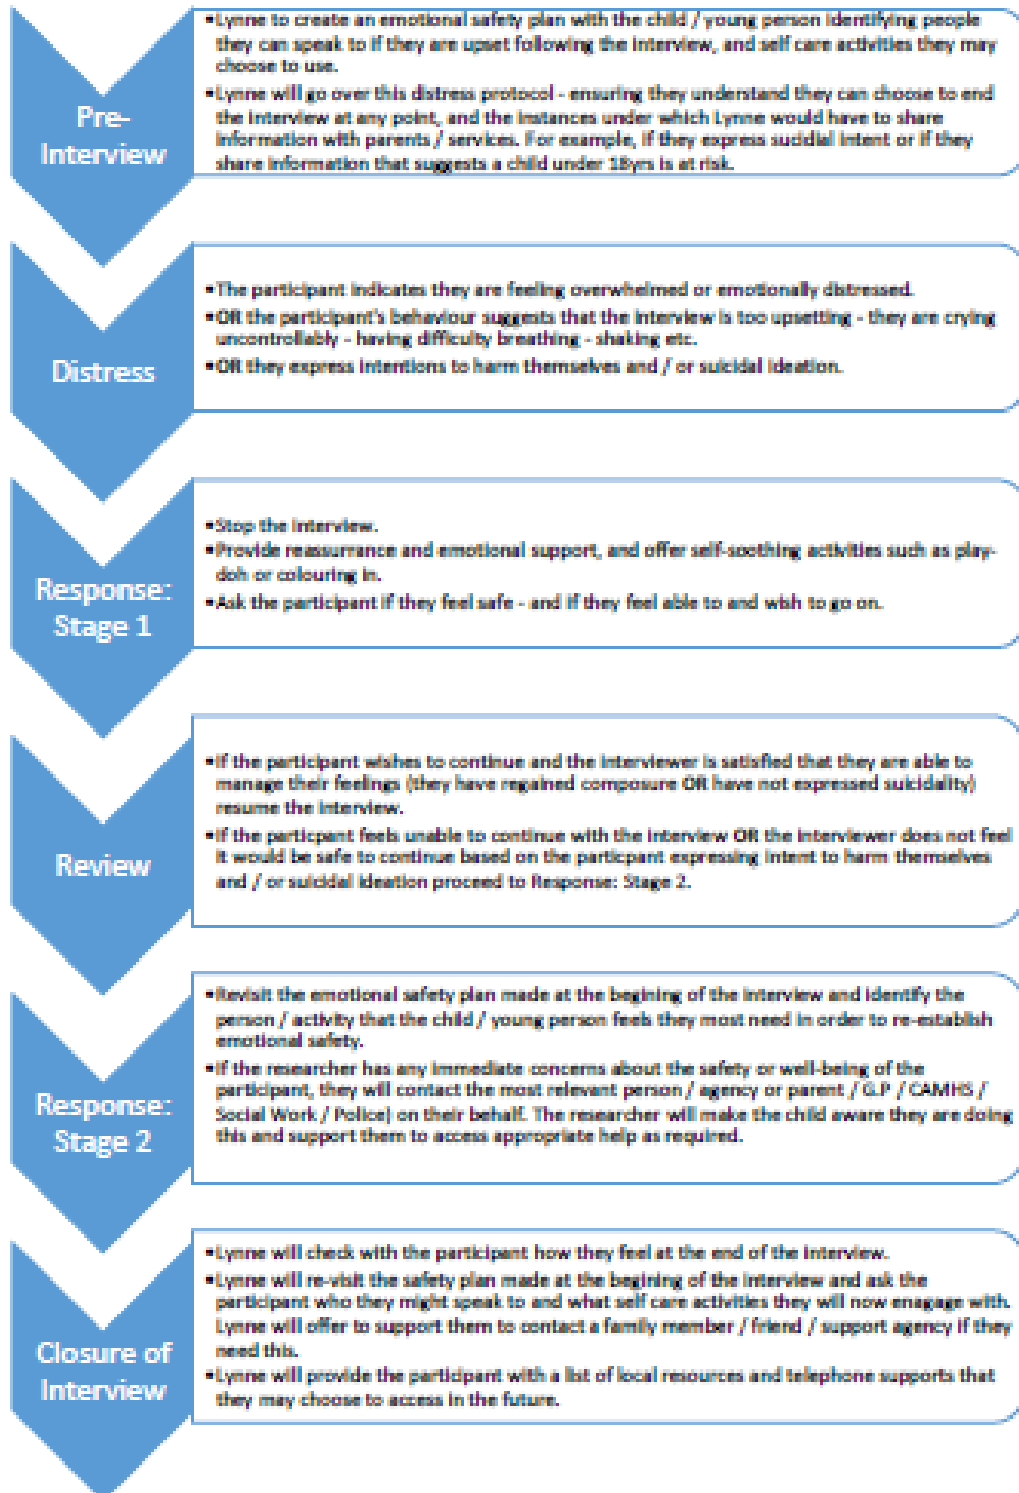 Pre-
Interview
•Lynne to create an emotional safety plan with the child / young person identifying people
they can speak to if they are upset following the interview, and self care activities they may
choose to use.
•Lynne will go over this distress protocol - ensuring they understand they can choose to end
the interview at any point, and the instances under which Lynne would have to share
information with parents / services. For example, if they express sucidial intent or if they
share information that suggests a child under 18yrs is at risk.
Distress
•The participant indicates they are feeling overwhelmed or emotionally distressed.
•OR the participant's behaviour suggests that the interview is too upsetting - they are crying
uncontrollably - having difficulty breathing - shaking etc.
•OR they express intentions to harm themselves and / or suicidal ideation.
Response:
Stage 1
•Stop the interview.
•Provide reassurrance and emotional support, and offer self-soothing activities such as play-
doh or colouring in.
•Ask the participant if they feel safe - and if they feel able to and wish to go on.
Review
•If the participant wishes to continue and the interviewer is satisfied that they are able to
manage their feelings (they have regained composure OR have not expressed suicidality)
resume the interview.
•If the particpant feels unable to continue with the interview OR the interviewer does not feel
it would be safe to continue based on the particpant expressing intent to harm themselves
and / or suicidal ideation proceed to Response: Stage 2.
Response:
Stage 2
•Revisit the emotional safety plan made at the begining of the interview and identify the
person / activity that the child / young person feels they most need in order to re-establish
emotional safety.
•If the researcher has any immediate concerns about the safety or well-being of the
participant, they will contact the most relevant person / agency or parent / G.P / CAMHS /
Social Work / Police) on their behalf. The researcher will make the child aware they are doing
this and support them to access appropriate help as required.
Closure of
Interview
•Lynne will check with the participant how they feel at the end of the interview.
•Lynne will re-visit the safety plan made at the begining of the interview and ask the
participant who they might speak to and what self care activities they will now enagage with.
Lynne will offer to support them to contact a family member / friend / support agency if they
need this.
•Lynne will provide the participant with a list of local resources and telephone supports that
they may choose to access in the future.